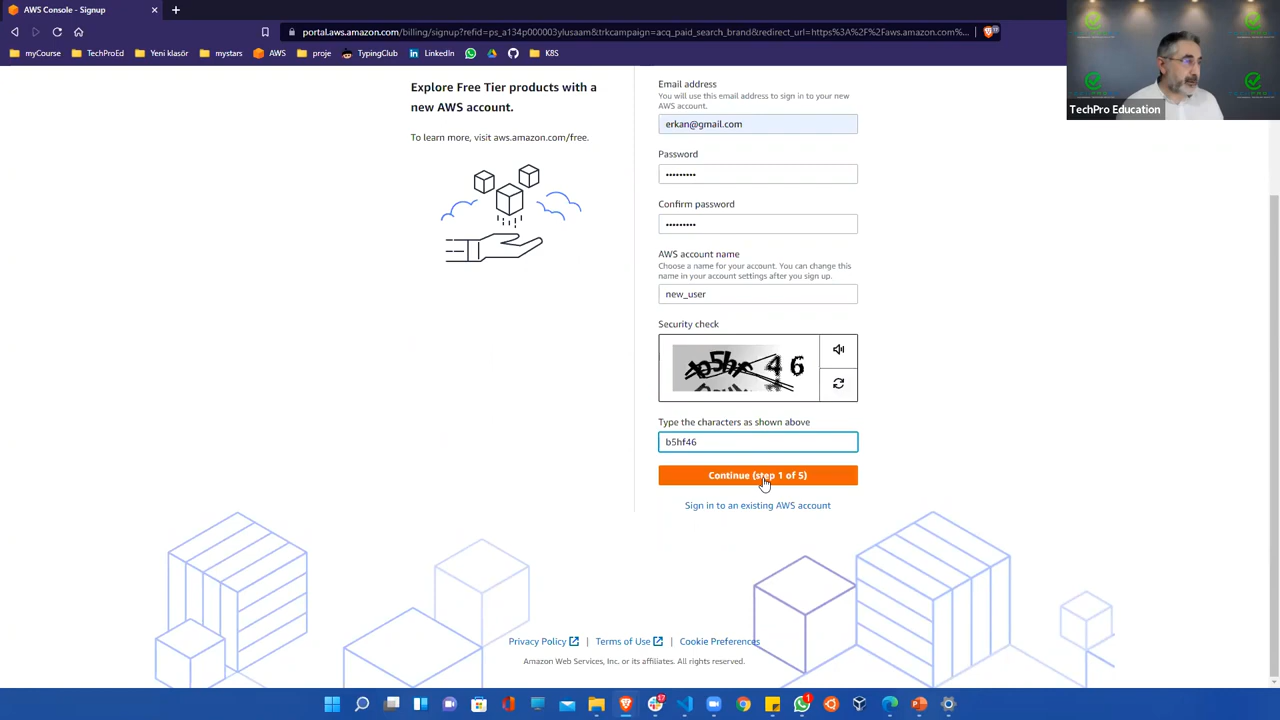 AWS Console - Signup
portal.aws.amazon.com/billing/signup?refid=ps_a134p000003ylusaam&trkcampaign=acq_paid_search_brand&redirect_url=https%3A%2F%2Faws.amazon.com%...
myCourse TechProEd Yeni klasör mystars AWS proje TypingClub LinkedIn K8S
TechPro Education
Explore Free Tier products with a
new AWS account.
To learn more, visit aws.amazon.com/free.
Email address
You will use this email address to sign in to your new
AWS account.
erkan@gmail.com
Password
•••••••••
Confirm password
•••••••••
AWS account name
Choose a name for your account. You can change this
name in your account settings after you sign up.
new_user
Security check
46
Type the characters as shown above
b5hf46
Continue (step 1 of 5)
Sign in to an existing AWS account
Privacy Policy | Terms of Use | Cookie Preferences
Amazon Web Services, Inc. or its affiliates. All rights reserved.
17
1